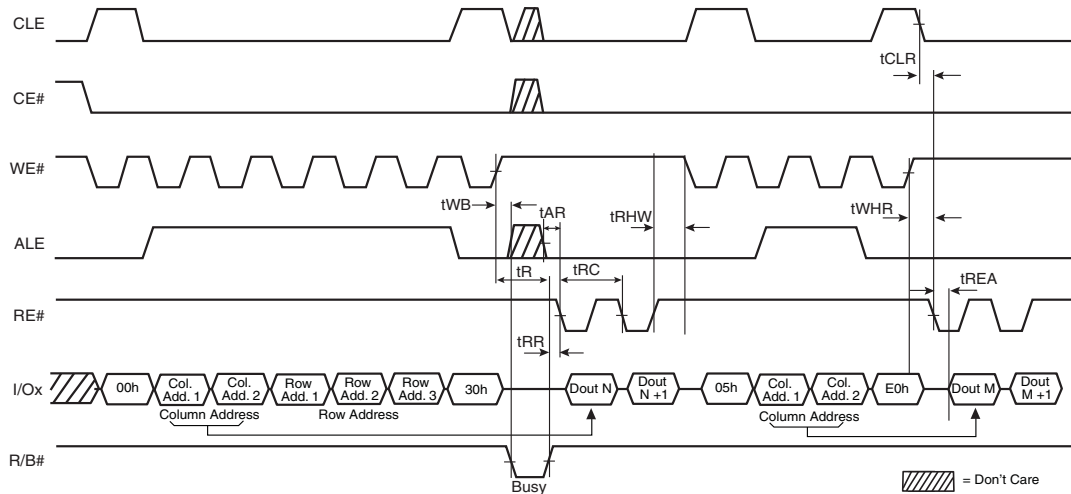 CLE
tCLR
CE#
WE#
tWB
tAR
tRHW
tWHR
ALE
tR
tRC
tREA
RE#
tRR
I/Ox
00h
Col.
Add. 1
Col.
Add. 2
Row
Add. 1
Row
Add. 2
Row
Add. 3
30h
Dout N
Dout
N +1
05h
Col.
Add. 1
Col.
Add. 2
E0h
Dout M
Dout
M +1
Column Address
Row Address
Column Address
R/B#
Busy
= Don't Care